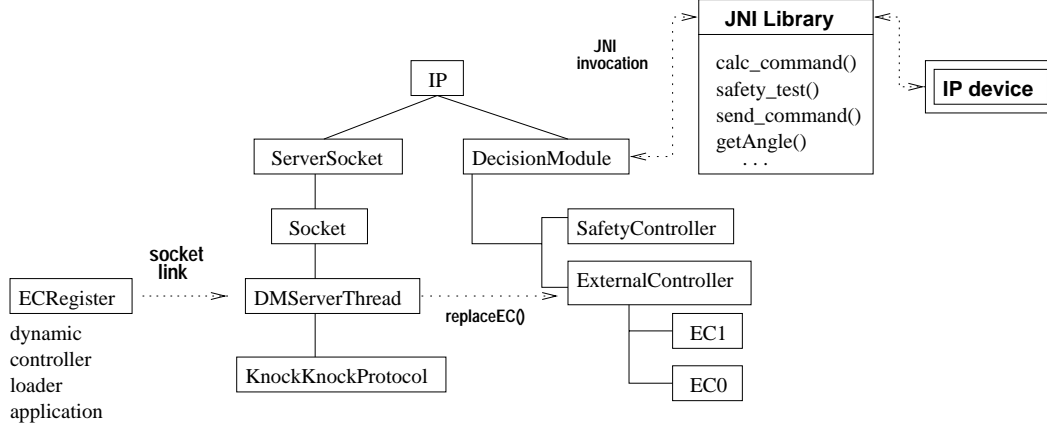 JNI Library
JNI
invocation
calc_command()
safety_test()
send_command()
getAngle()
. . .
IP device
IP
ServerSocket
DecisionModule
Socket
SafetyController
socket
link
ECRegister
DMServerThread
replaceEC()
ExternalController
dynamic
controller
loader
application
EC1
KnockKnockProtocol
EC0